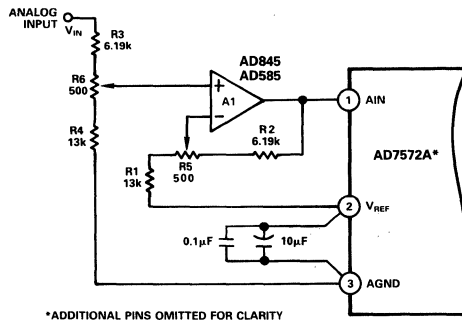 ANALOG
INPUT
VIN
R3
6.19k
R6
500
R4
13k
AD845
AD585
+
A1
−
R2
6.19k
R5
500
R1
13k
0.1µF
10µF
1 AIN
AD7572A*
2 VREF
3 AGND
*ADDITIONAL PINS OMITTED FOR CLARITY